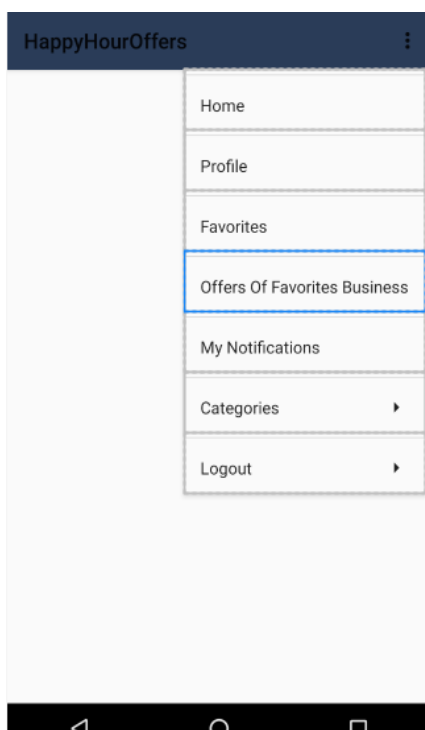 HappyHourOffers
Home
Profile
Favorites
Offers Of Favorites Business
My Notifications
Categories
Logout